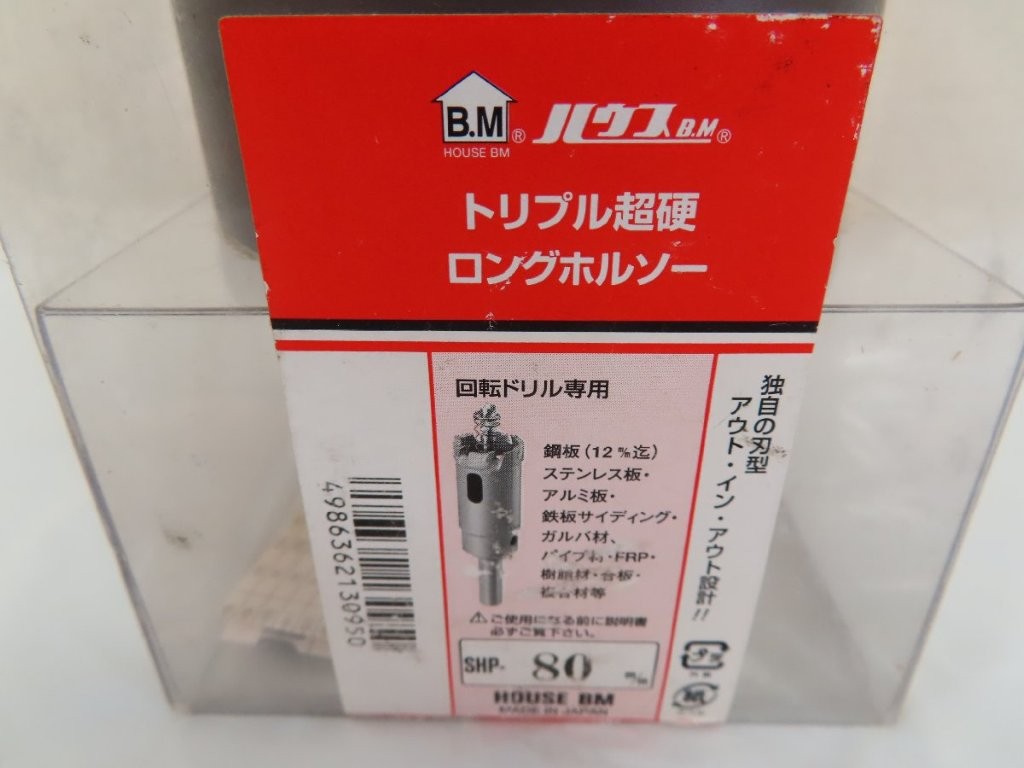 B.M®
HOUSE BM
ハウス B.M®
トリプル超硬
ロングホルソー
回転ドリル専用
鋼板(12㎜迄)
ステンレス板・
アルミ板・
鉄板サイディング・
ガルバ材、
パイプ材・FRP・
樹脂材・合板・
複合材等
⚠ご使用になる前に説明書
必ずご覧下さい。
SHP- 80 m/m
HOUSE BM
MADE IN JAPAN
独自の刃型
アウト・イン・アウト設計!!
4986362130950
プラ
紙